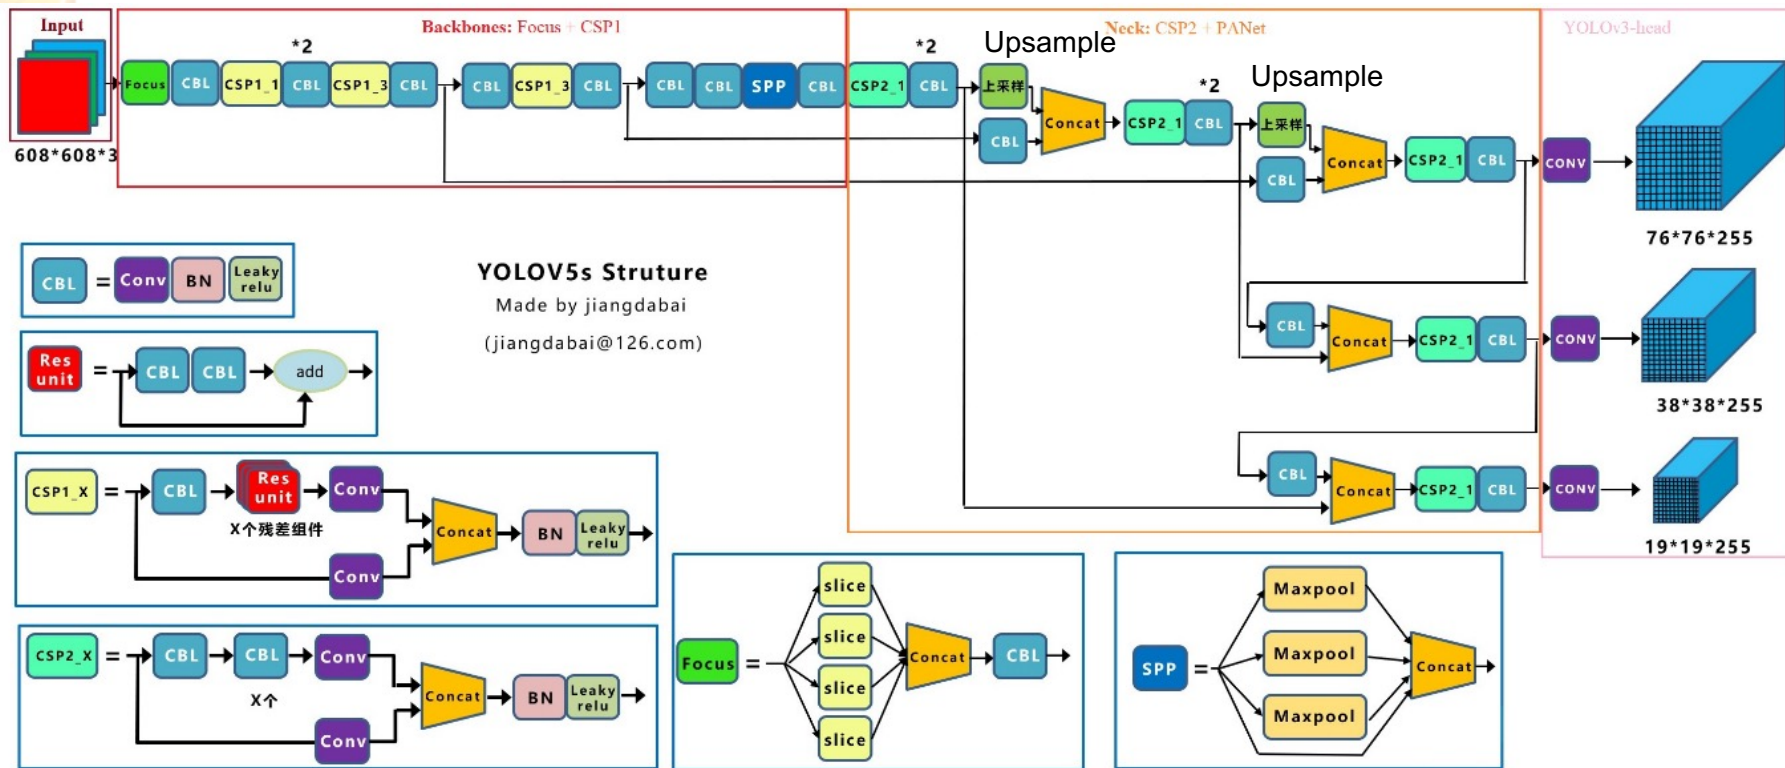 Input
Backbones: Focus + CSP1
Neck: CSP2 + PANet
YOLOv3-head
*2
*2
Upsample
Upsample
*2
Focus
CBL
CSP1_1
CBL
CSP1_3
CBL
CBL
CSP1_3
CBL
CBL
CBL
SPP
CBL
CSP2_1
CBL
上采样
CBL
Concat
CSP2_1
CBL
上采样
CBL
Concat
CSP2_1
CBL
CONV
608*608*3
76*76*255
CBL
=
Conv
BN
Leaky
relu
YOLOV5s Struture
Made by jiangdabai
(jiangdabai@126.com)
CBL
Concat
CSP2_1
CBL
CONV
38*38*255
Res
unit
=
CBL
CBL
add
CBL
Concat
CSP2_1
CBL
CONV
19*19*255
CSP1_X
=
CBL
Res
unit
X个残差组件
Conv
Conv
Concat
BN
Leaky
relu
CSP2_X
=
CBL
CBL
X个
Conv
Conv
Concat
BN
Leaky
relu
Focus
=
slice
slice
slice
slice
Concat
CBL
SPP
=
Maxpool
Maxpool
Maxpool
Concat